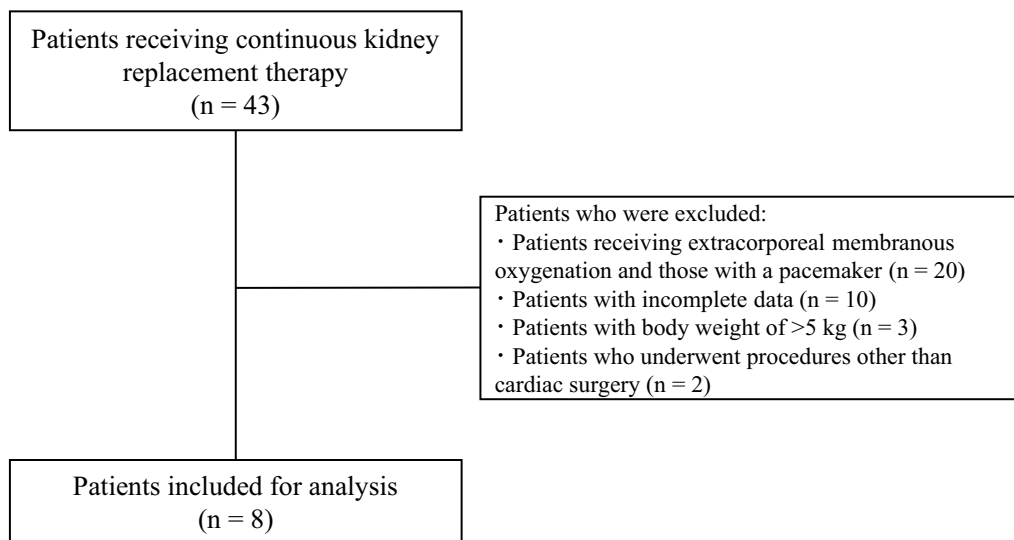 Patients receiving continuous kidney
replacement therapy
(n = 43)
Patients who were excluded:
・Patients receiving extracorporeal membranous
oxygenation and those with a pacemaker (n = 20)
・Patients with incomplete data (n = 10)
・Patients with body weight of >5 kg (n = 3)
・Patients who underwent procedures other than
cardiac surgery (n = 2)
Patients included for analysis
(n = 8)